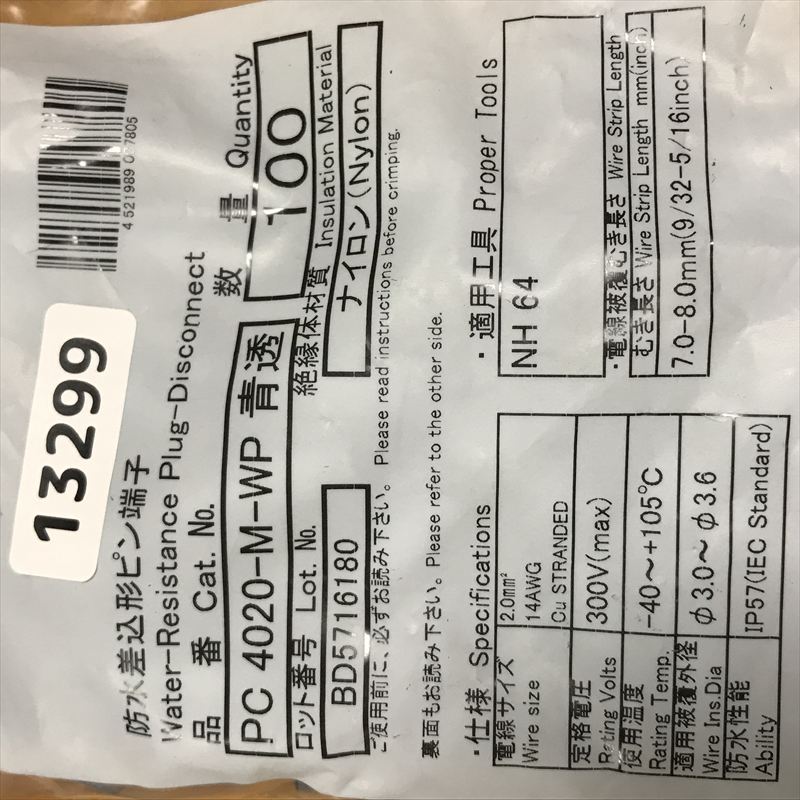 13299
4 521989 027805
防水差込形ピン端子
Water-Resistance Plug-Disconnect
品 番 Cat. No.
PC 4020-M-WP 青透
数 量 Quantity
100
ロット番号 Lot. No.
BD5716180
絶縁体材質 Insulation Material
ナイロン(Nylon)
ご使用前に、必ずお読み下さい。 Please read instructions before crimping.
裏面もお読み下さい。Please refer to the other side.
・仕様 Specifications
電線サイズ
Wire size
2.0mm²
14AWG
Cu STRANDED
定格電圧
Rating Volts
300V(max)
使用温度
Rating Temp.
-40～+105℃
適用被覆外径
Wire Ins.Dia
φ3.0～φ3.6
防水性能
Ability
IP57(IEC Standard)
・適用工具 Proper Tools
NH 64
・電線被覆むき長さ Wire Strip Length
むき長さ Wire Strip Length mm(inch)
7.0-8.0mm(9/32-5/16inch)